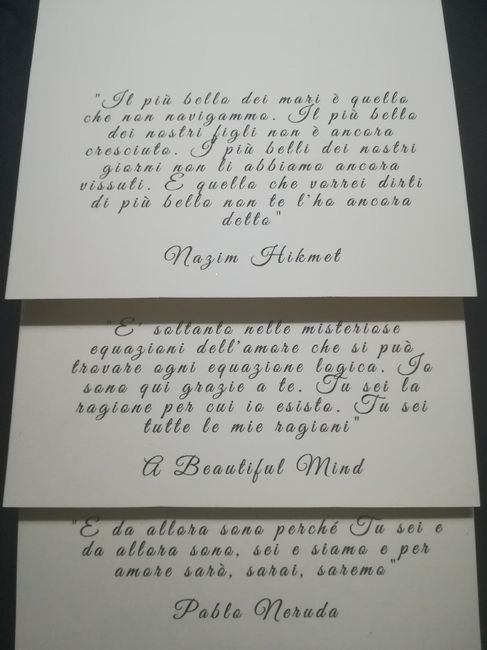 "Il più bello dei mari è quello
che non navigammo. Il più bello
dei nostri figli non è ancora
cresciuto. I più belli dei nostri
giorni non li abbiamo ancora
vissuti. E quello che vorrei dirti
di più bello non te l'ho ancora
detto"
Nazim Hikmet
"E' soltanto nelle misteriose
equazioni dell'amore che si può
trovare ogni equazione logica. Io
sono qui grazie a te. Tu sei la
ragione per cui io esisto. Tu sei
tutte le mie ragioni"
A Beautiful Mind
"E da allora sono perché Tu sei e
da allora sono, sei e siamo e per
amore sarò, sarai, saremo"
Pablo Neruda